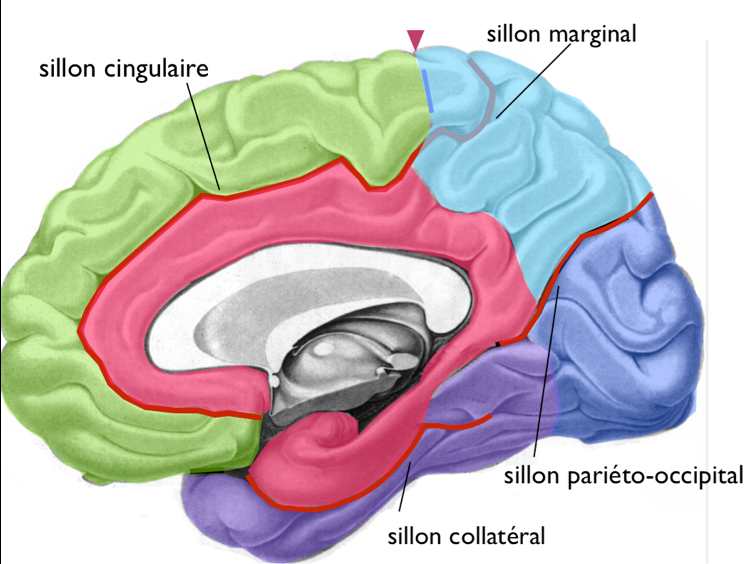 sillon marginal
sillon cingulaire
sillon pariéto-occipital
sillon collatéral